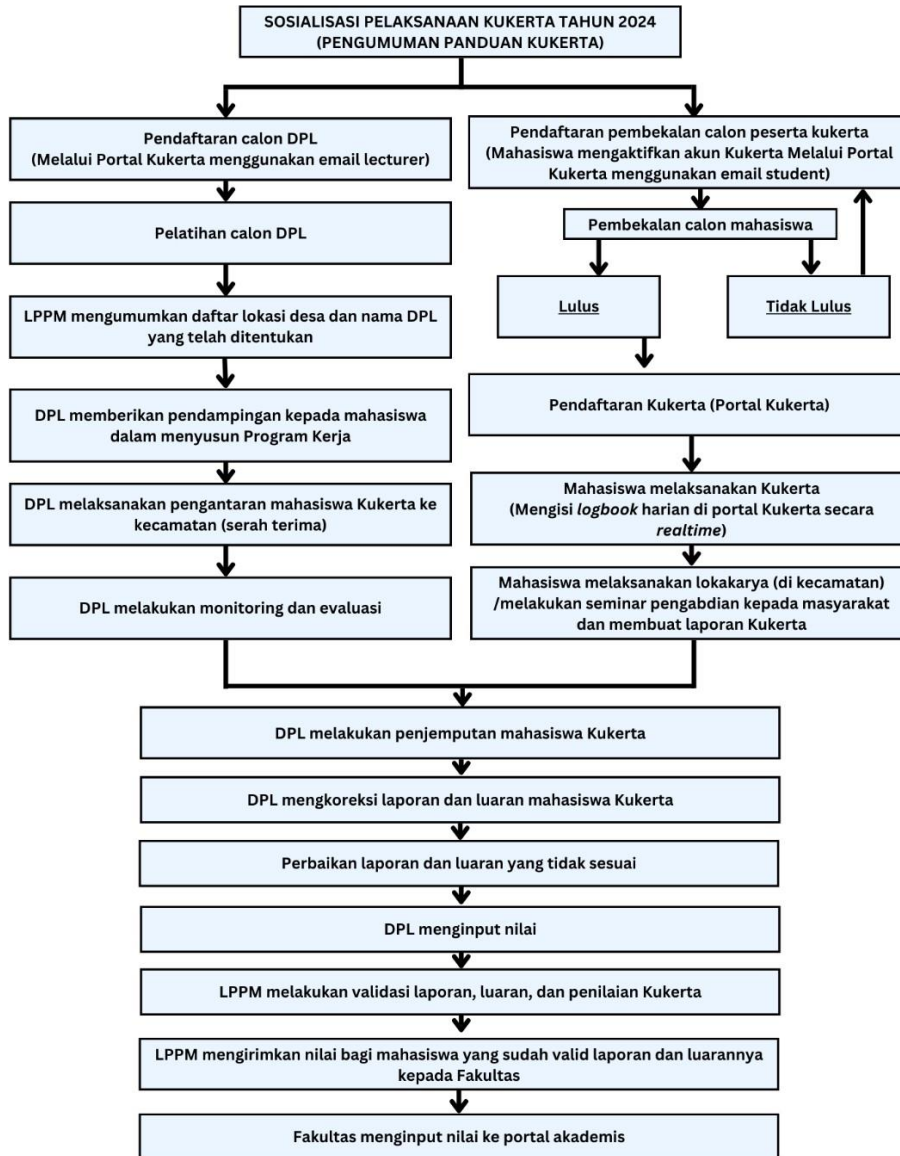 SOSIALISASI PELAKSANAAN KUKERTA TAHUN 2024
(PENGUMUMAN PANDUAN KUKERTA)
Pendaftaran calon DPL
(Melalui Portal Kukerta menggunakan email lecturer)
Pelatihan calon DPL
LPPM mengumumkan daftar lokasi desa dan nama DPL
yang telah ditentukan
DPL memberikan pendampingan kepada mahasiswa
dalam menyusun Program Kerja
DPL melaksanakan pengantaran mahasiswa Kukerta ke
kecamatan (serah terima)
DPL melakukan monitoring dan evaluasi
Pendaftaran pembekalan calon peserta kukerta
(Mahasiswa mengaktifkan akun Kukerta Melalui Portal
Kukerta menggunakan email student)
Pembekalan calon mahasiswa
Lulus
Tidak Lulus
Pendaftaran Kukerta (Portal Kukerta)
Mahasiswa melaksanakan Kukerta
(Mengisi logbook harian di portal Kukerta secara
realtime)
Mahasiswa melaksanakan lokakarya (di kecamatan)
/melakukan seminar pengabdian kepada masyarakat
dan membuat laporan Kukerta
DPL melakukan penjemputan mahasiswa Kukerta
DPL mengkoreksi laporan dan luaran mahasiswa Kukerta
Perbaikan laporan dan luaran yang tidak sesuai
DPL menginput nilai
LPPM melakukan validasi laporan, luaran, dan penilaian Kukerta
LPPM mengirimkan nilai bagi mahasiswa yang sudah valid laporan dan luarannya
kepada Fakultas
Fakultas menginput nilai ke portal akademis